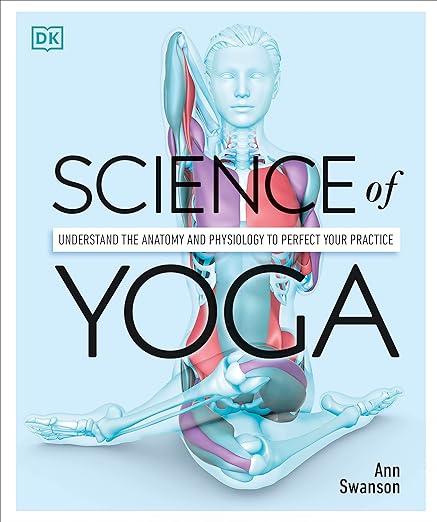 DK
SCIENCE of
UNDERSTAND THE ANATOMY AND PHYSIOLOGY TO PERFECT YOUR PRACTICE
YOGA
Ann
Swanson